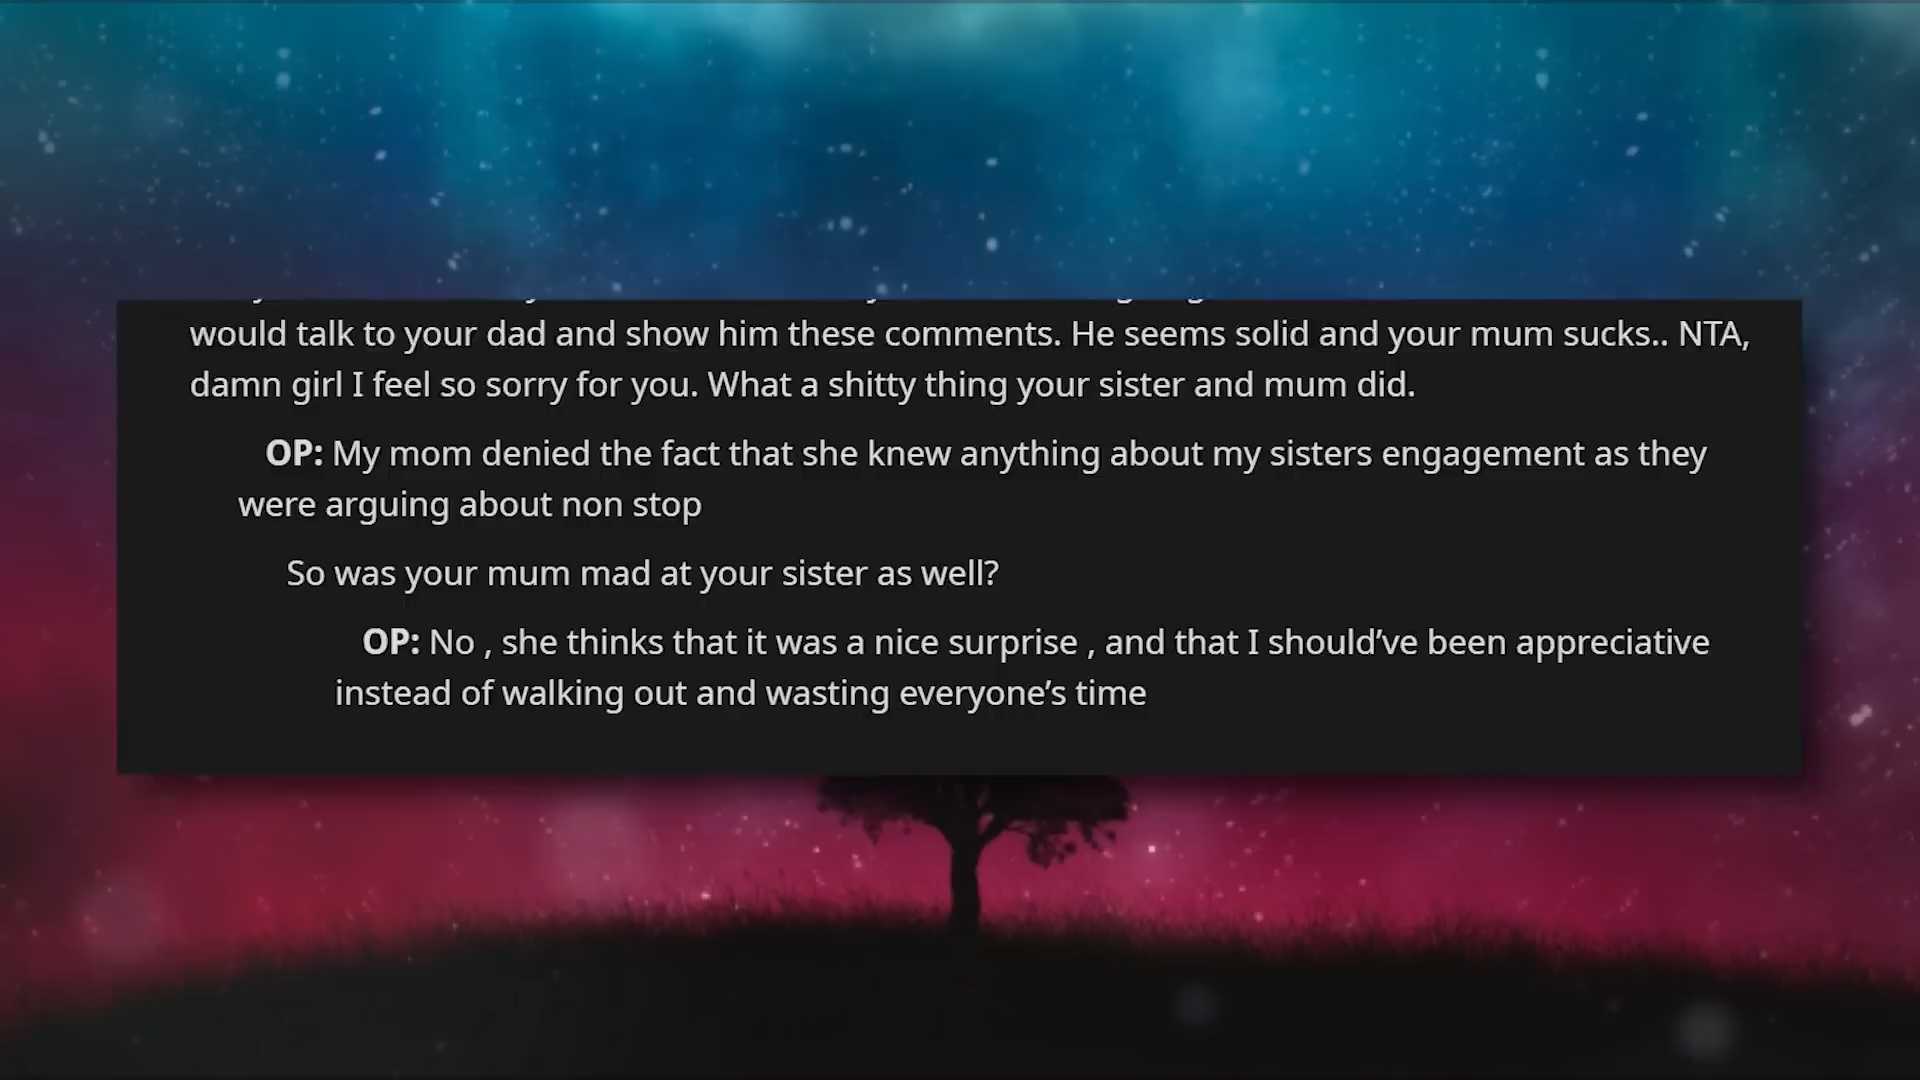 would talk to your dad and show him these comments. He seems solid and your mum sucks.. NTA,
damn girl I feel so sorry for you. What a shitty thing your sister and mum did.
OP: My mom denied the fact that she knew anything about my sisters engagement as they
were arguing about non stop
So was your mum mad at your sister as well?
OP: No , she thinks that it was a nice surprise , and that I should’ve been appreciative
instead of walking out and wasting everyone’s time